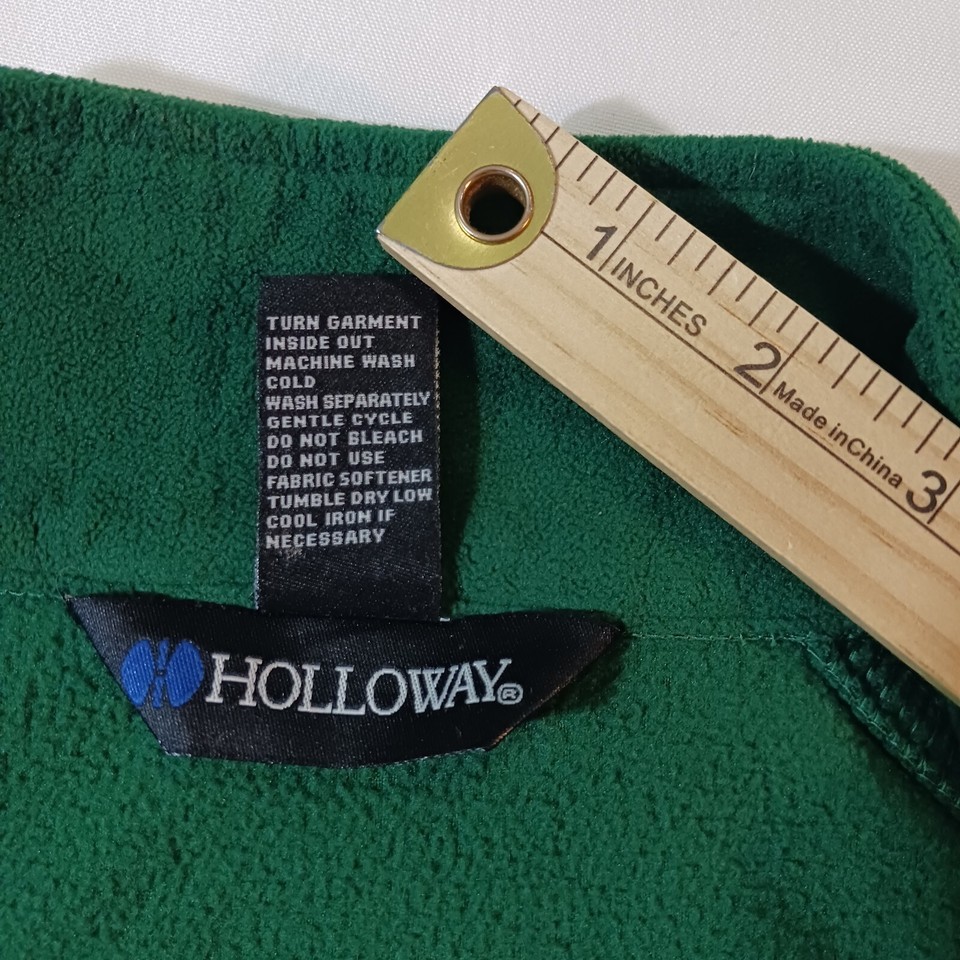 TURN GARMENT
INSIDE OUT
MACHINE WASH
COLD
WASH SEPARATELY
GENTLE CYCLE
DO NOT BLEACH
DO NOT USE
FABRIC SOFTENER
TUMBLE DRY LOW
COOL IRON IF
NECESSARY
HOLLOWAY®
1 INCHES 2 Made in China 3